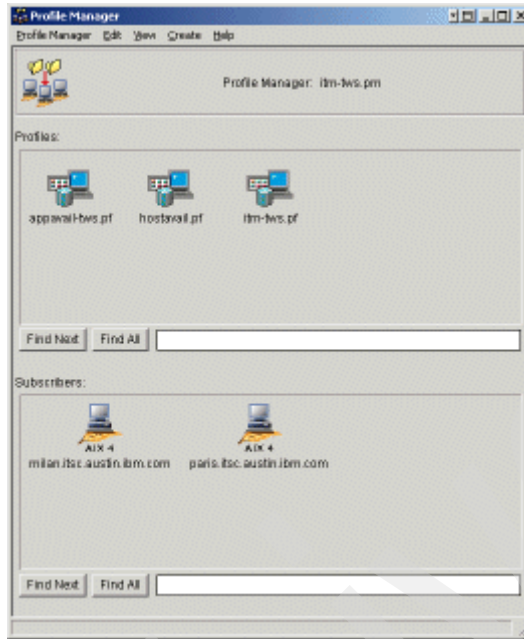 Profile Manager
Profile Manager Edit View Create Help
Profile Manager: itm-tws.pm
Profiles:
appavail-tws.pf hostavail.pf itm-tws.pf
Find Next Find All
Subscribers:
AIX 4 AIX 4
milan.itsc.austin.ibm.com paris.itsc.austin.ibm.com
Find Next Find All